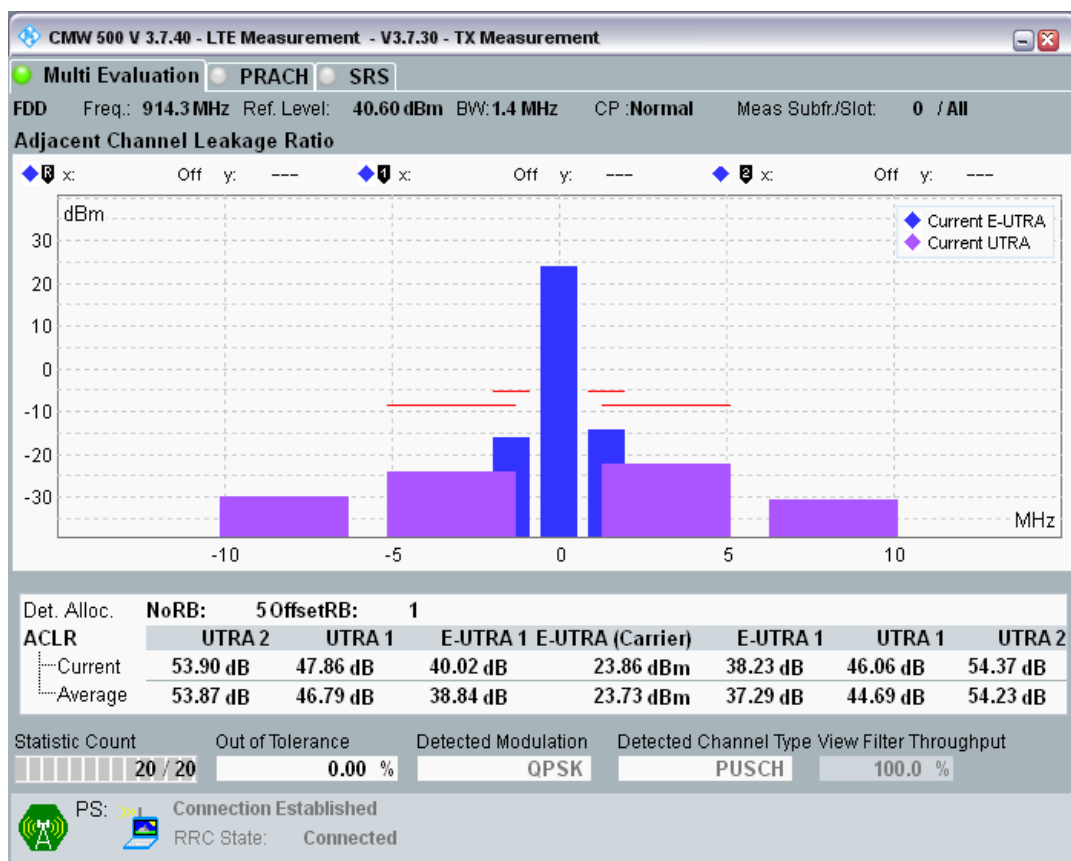 CMW 500 V 3.7.40 - LTE Measurement - V3.7.30 - TX Measurement
Multi Evaluation PRACH SRS
FDD Freq.: 914.3 MHz Ref. Level: 40.60 dBm BW: 1.4 MHz CP :Normal Meas Subfr./Slot: 0 / All
Adjacent Channel Leakage Ratio
R x: Off y: --- 1 x: Off y: --- 2 x: Off y: ---
dBm
Current E-UTRA
Current UTRA
30
20
10
0
-10
-20
-30
MHz
-10 -5 0 5 10
Det. Alloc. NoRB: 5 OffsetRB: 1
ACLR UTRA 2 UTRA 1 E-UTRA 1 E-UTRA (Carrier) E-UTRA 1 UTRA 1 UTRA 2
Current 53.90 dB 47.86 dB 40.02 dB 23.86 dBm 38.23 dB 46.06 dB 54.37 dB
Average 53.87 dB 46.79 dB 38.84 dB 23.73 dBm 37.29 dB 44.69 dB 54.23 dB
Statistic Count Out of Tolerance Detected Modulation Detected Channel Type View Filter Throughput
20 / 20 0.00 % QPSK PUSCH 100.0 %
PS: Connection Established
RRC State: Connected